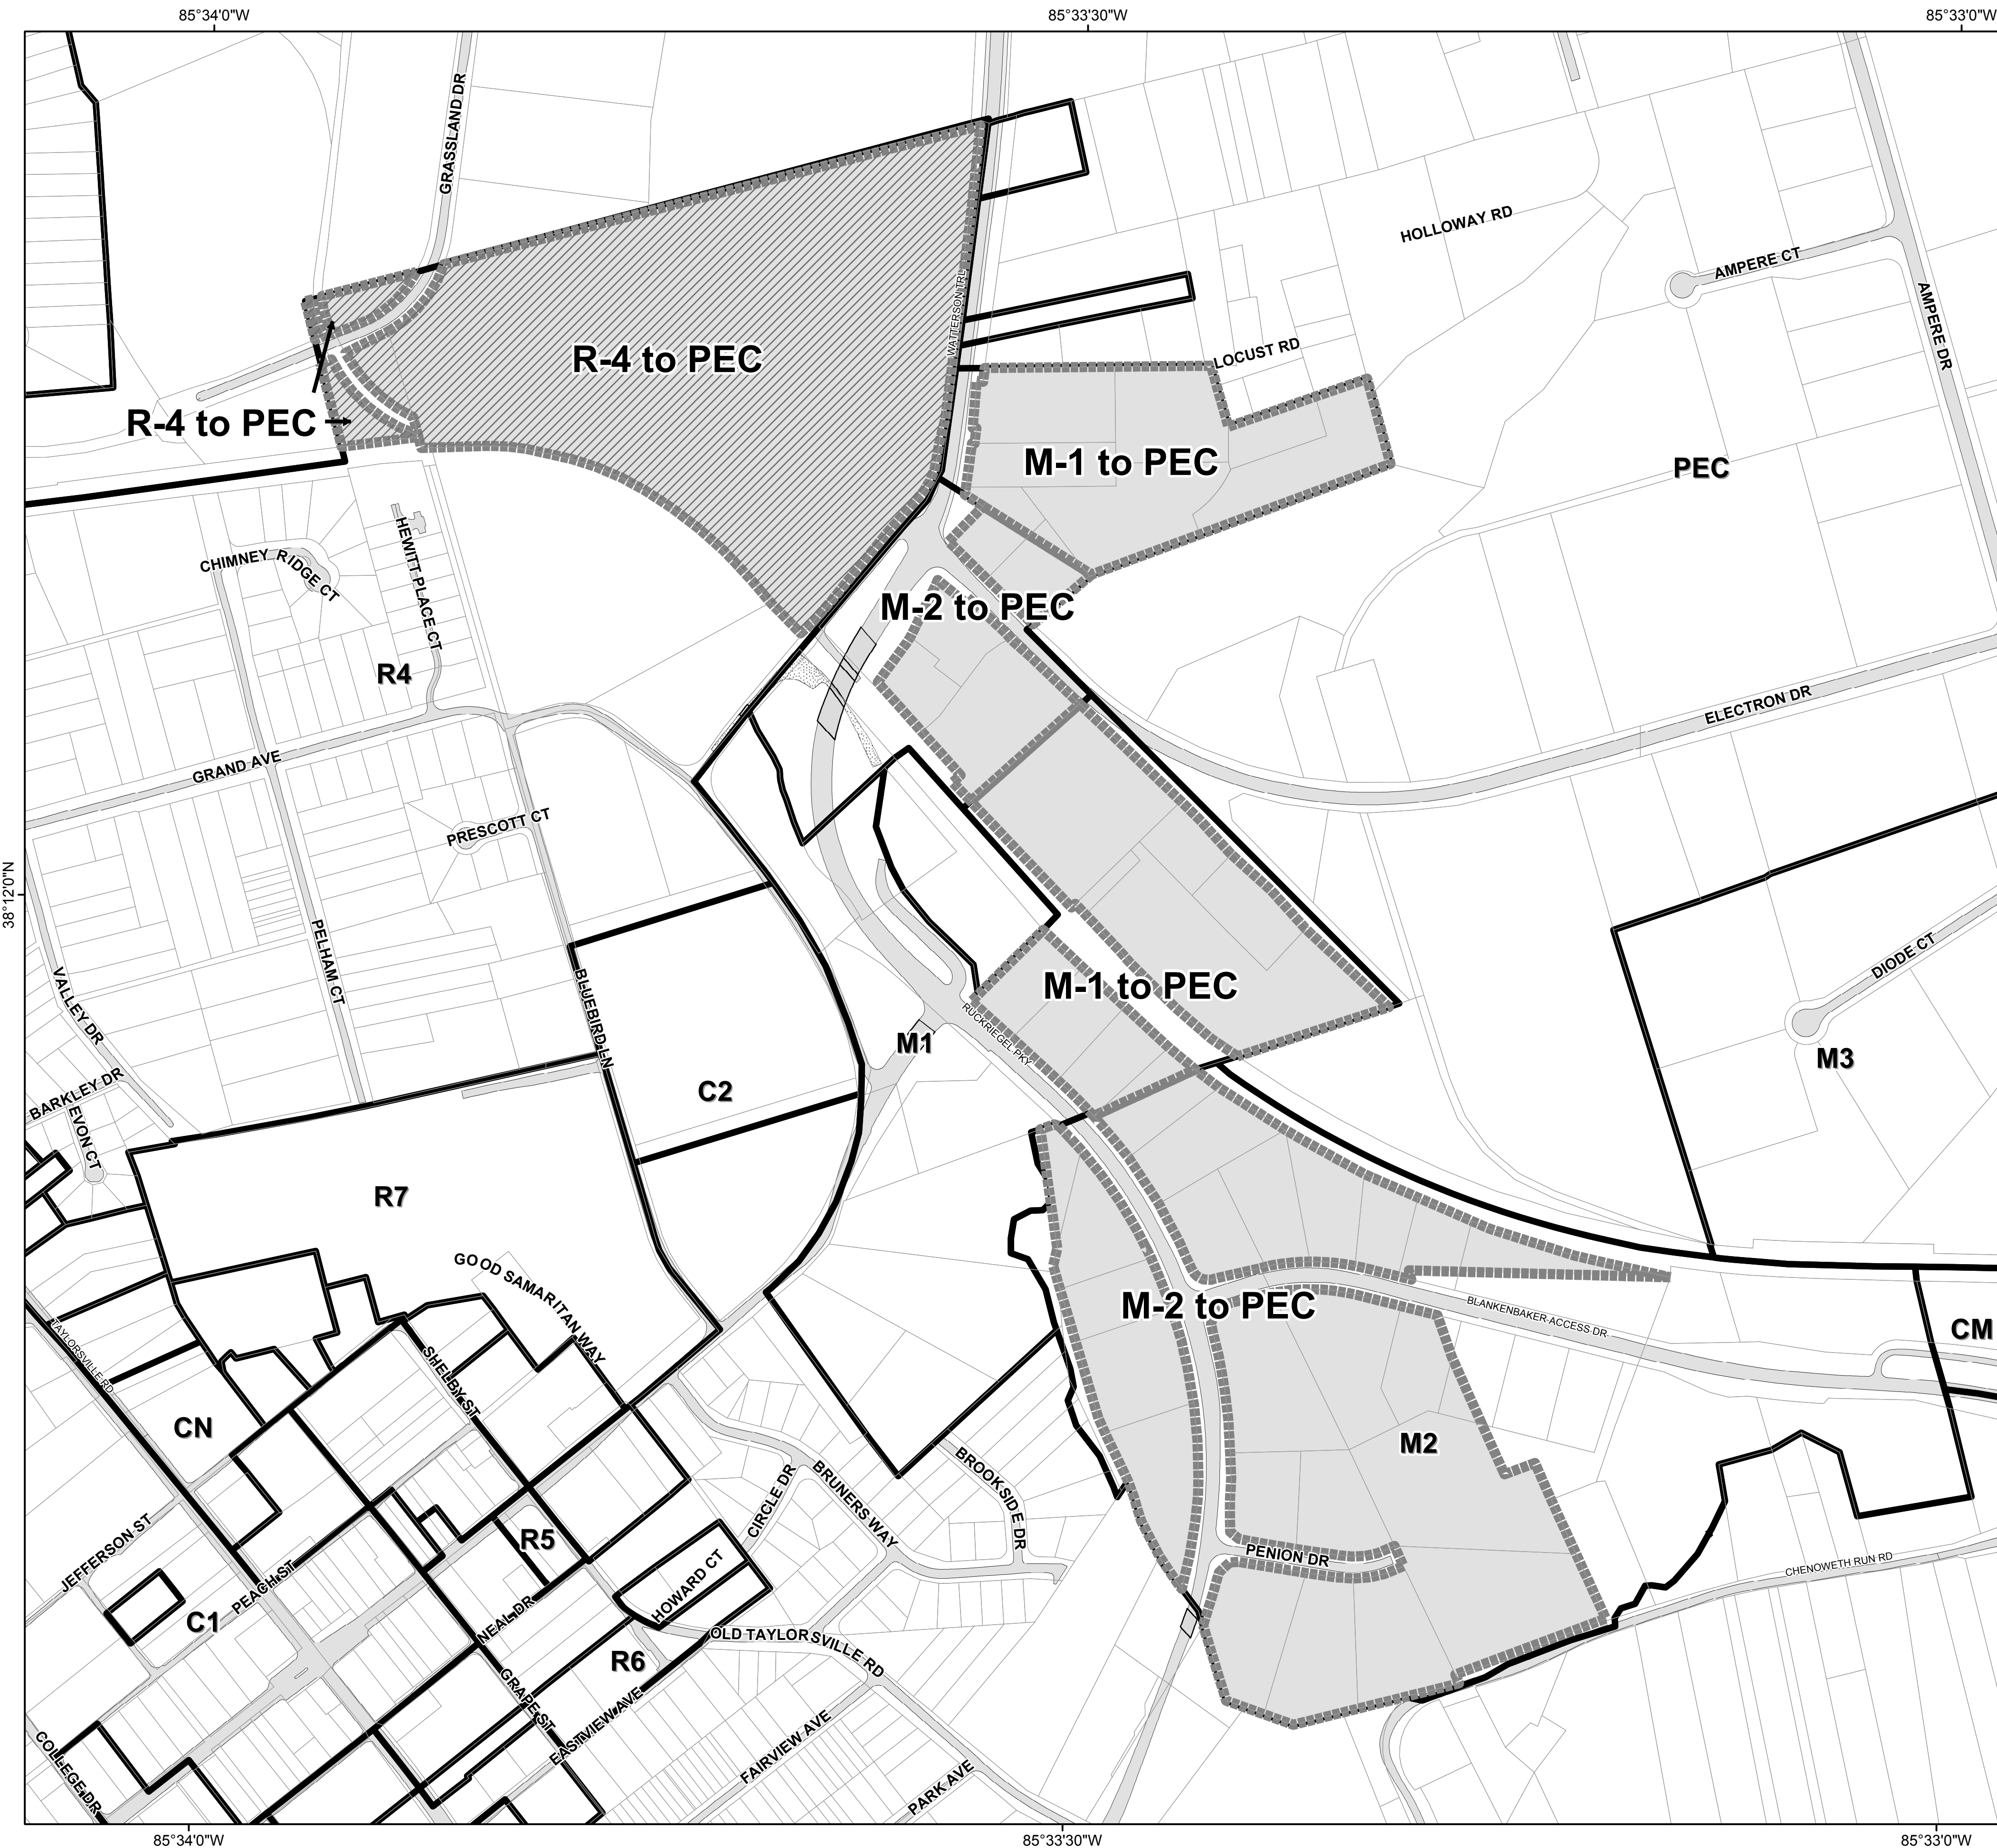 85°34'0"W
85°33'30"W
85°33'0"W
GRASSLAND DR
HOLLOWAY RD
AMPERE CT
AMPERE DR
WATTERSON TRL
LOCUST RD
R-4 to PEC
R-4 to PEC
M-1 to PEC
PEC
CHIMNEY RIDGE CT
HEWITT PLACE CT
M-2 to PEC
R4
ELECTRON DR
GRAND AVE
PRESCOTT CT
38°12'0"N
PELHAM CT
VALLEY DR
BLUEBIRD LN
DIODE CT
M-1 to PEC
RUCKRIEGEL PKY
M1
M3
C2
BARKLEY DR
EVON CT
R7
GOOD SAMARITAN WAY
M-2 to PEC
BLANKENBAKER ACCESS DR
CM
TAYLORSVILLE RD
SHELBY ST
CN
M2
BROOKSIDE DR
BRUNERS WAY
CIRCLE DR
R5
JEFFERSON ST
PENION DR
CHENOWETH RUN RD
PEACH ST
HOWARD CT
C1
NEAL DR
OLD TAYLORSVILLE RD
R6
GRAPE ST
EASTVIEW AVE
FAIRVIEW AVE
COLLEGE DR
PARK AVE
85°34'0"W
85°33'30"W
85°33'0"W